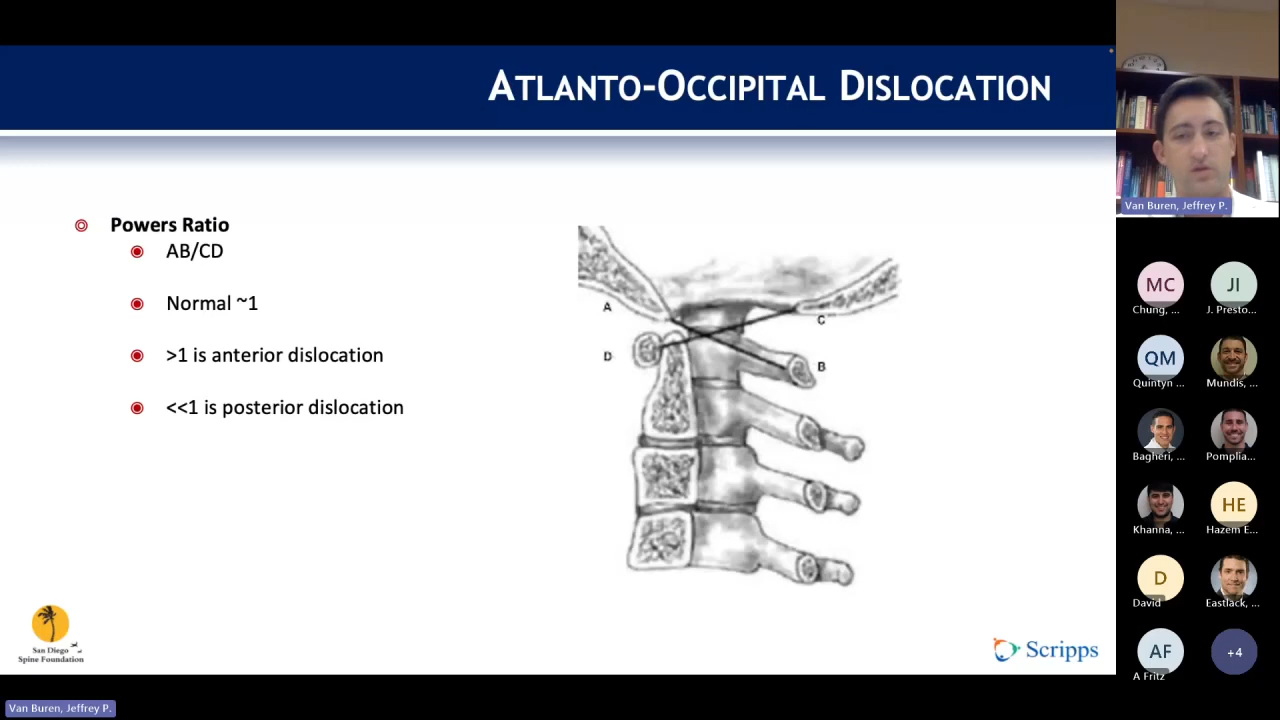 ATLANTO-OCCIPITAL DISLOCATION
Powers Ratio
AB/CD
Normal ~1
>1 is anterior dislocation
<<1 is posterior dislocation
A
C
D
B
San Diego
Spine Foundation
Scripps
Van Buren, Jeffrey P.
Van Buren, Jeffrey P.
MC
Chung, ...
JI
J. Presto...
QM
Quintyn ...
Mundis, ...
Bagheri, ...
Pomplia...
Khanna, ...
HE
Hazem E...
D
David
Eastlack, ...
AF
A Fritz
+4